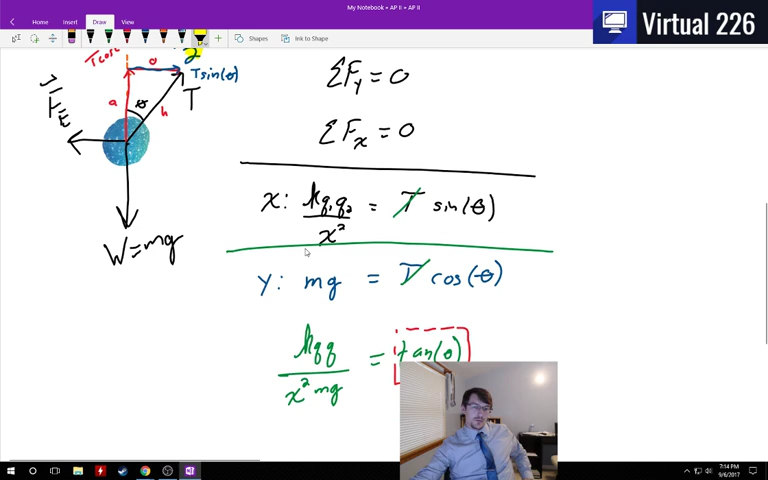 My Notebook » AP II » AP II
Virtual 226
Home Insert Draw View
Shapes
Ink to Shape
Tcos
o
2
Tsin(θ)
a
θ
h
T
F_E
W=mg
ΣF_y = 0
ΣF_x = 0
x: kq₁q₂/x² = T sin(θ)
y: mg = T cos(θ)
kqq/x²mg = tan(θ)
7:14 PM
9/6/2017